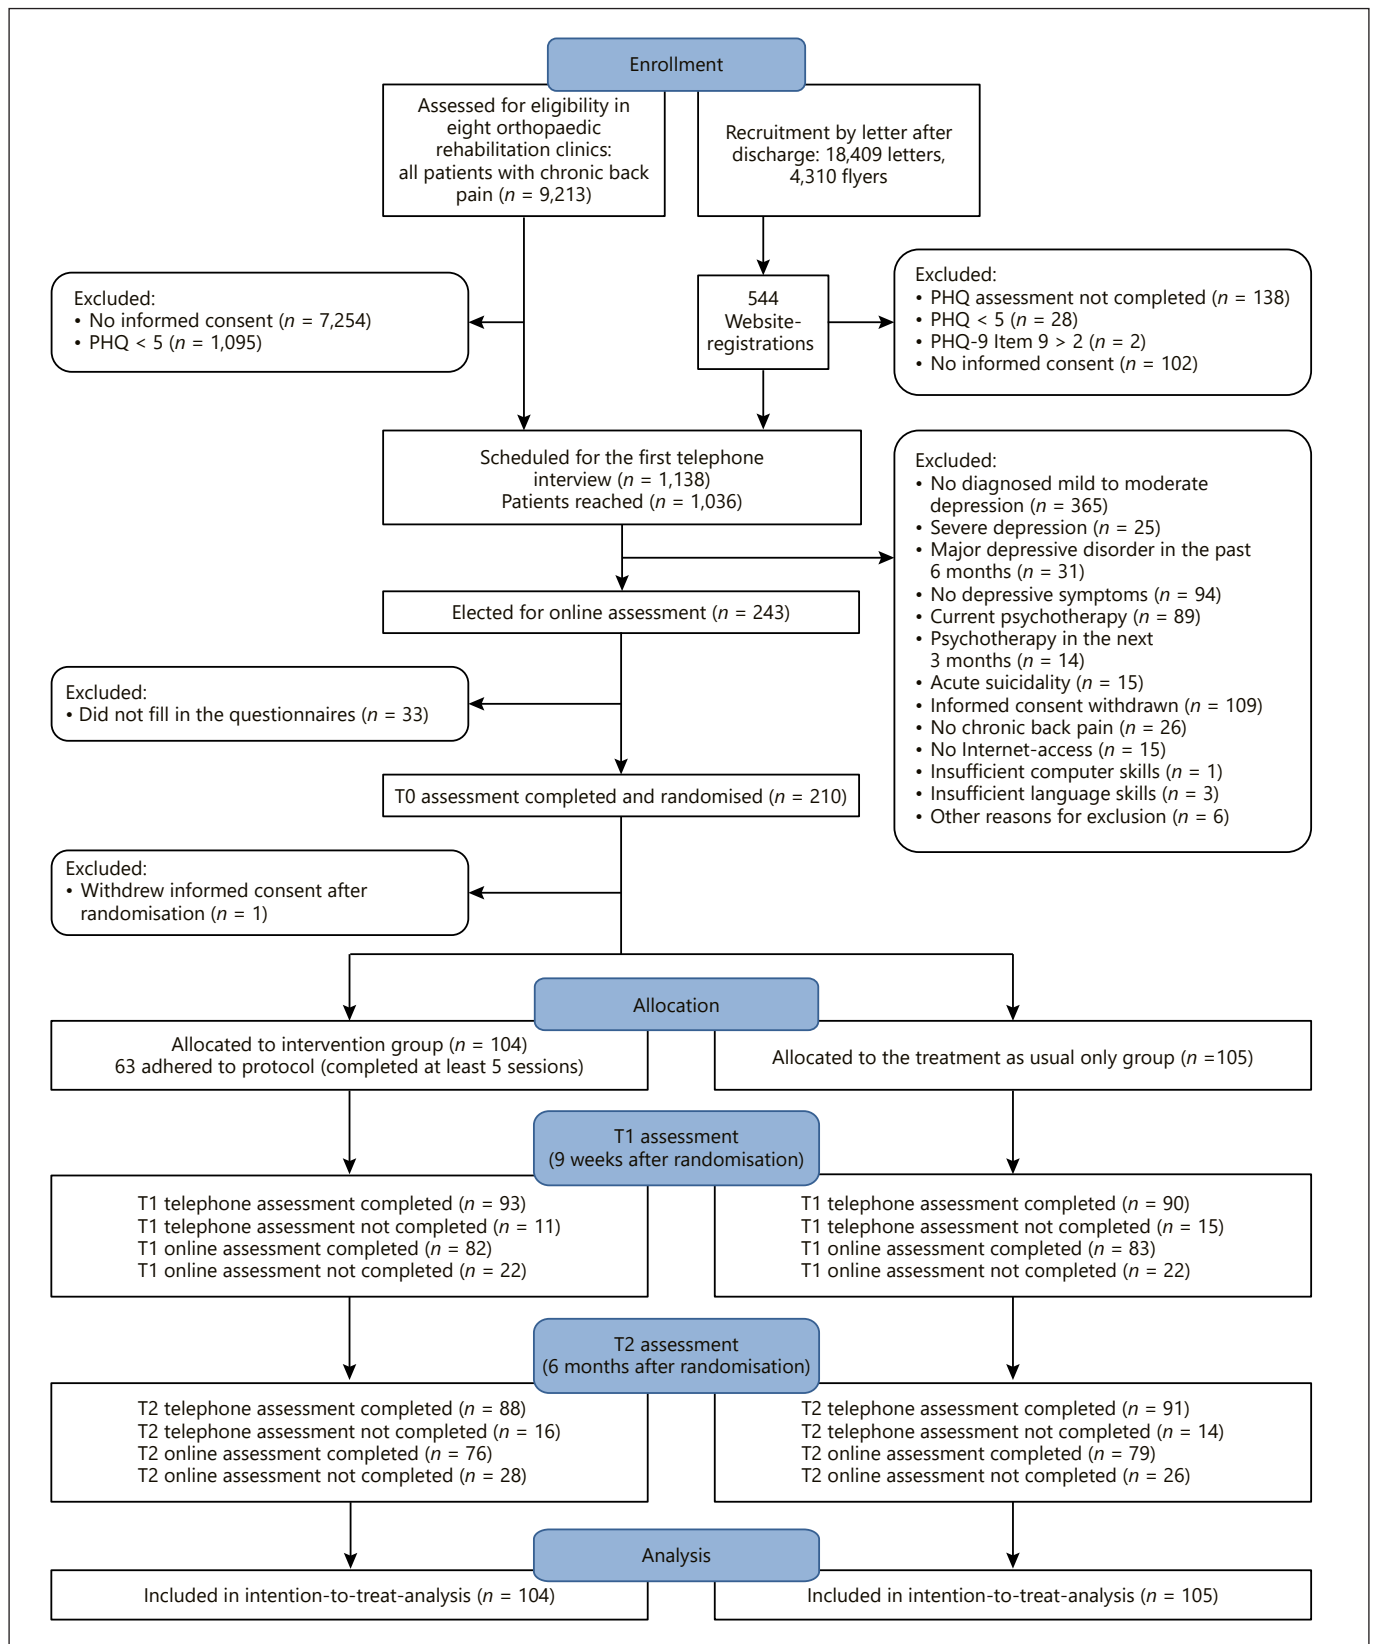 Enrollment
Assessed for eligibility in
eight orthopaedic
rehabilitation clinics:
all patients with chronic back
pain (n = 9,213)
Recruitment by letter after
discharge: 18,409 letters,
4,310 flyers
Excluded:
• No informed consent (n = 7,254)
• PHQ < 5 (n = 1,095)
544
Website-
registrations
Excluded:
• PHQ assessment not completed (n = 138)
• PHQ < 5 (n = 28)
• PHQ-9 Item 9 > 2 (n = 2)
• No informed consent (n = 102)
Scheduled for the first telephone
interview (n = 1,138)
Patients reached (n = 1,036)
Excluded:
• No diagnosed mild to moderate
depression (n = 365)
• Severe depression (n = 25)
• Major depressive disorder in the past
6 months (n = 31)
• No depressive symptoms (n = 94)
• Current psychotherapy (n = 89)
• Psychotherapy in the next
3 months (n = 14)
• Acute suicidality (n = 15)
• Informed consent withdrawn (n = 109)
• No chronic back pain (n = 26)
• No Internet-access (n = 15)
• Insufficient computer skills (n = 1)
• Insufficient language skills (n = 3)
• Other reasons for exclusion (n = 6)
Elected for online assessment (n = 243)
Excluded:
• Did not fill in the questionnaires (n = 33)
T0 assessment completed and randomised (n = 210)
Excluded:
• Withdrew informed consent after
randomisation (n = 1)
Allocation
Allocated to intervention group (n = 104)
63 adhered to protocol (completed at least 5 sessions)
Allocated to the treatment as usual only group (n =105)
T1 assessment
(9 weeks after randomisation)
T1 telephone assessment completed (n = 93)
T1 telephone assessment not completed (n = 11)
T1 online assessment completed (n = 82)
T1 online assessment not completed (n = 22)
T1 telephone assessment completed (n = 90)
T1 telephone assessment not completed (n = 15)
T1 online assessment completed (n = 83)
T1 online assessment not completed (n = 22)
T2 assessment
(6 months after randomisation)
T2 telephone assessment completed (n = 88)
T2 telephone assessment not completed (n = 16)
T2 online assessment completed (n = 76)
T2 online assessment not completed (n = 28)
T2 telephone assessment completed (n = 91)
T2 telephone assessment not completed (n = 14)
T2 online assessment completed (n = 79)
T2 online assessment not completed (n = 26)
Analysis
Included in intention-to-treat-analysis (n = 104)
Included in intention-to-treat-analysis (n = 105)